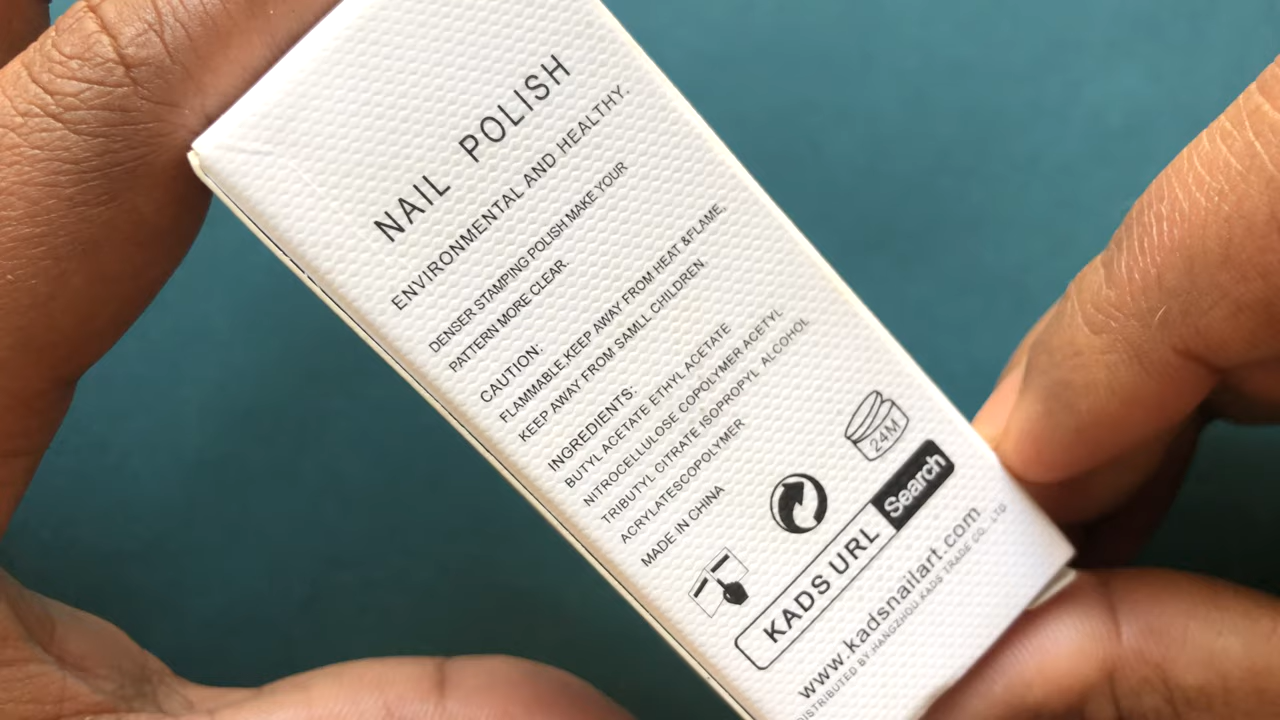 NAIL POLISH
ENVIRONMENTAL AND HEALTHY.
DENSER STAMPING POLISH MAKE YOUR
PATTERN MORE CLEAR.
CAUTION:
FLAMMABLE,KEEP AWAY FROM HEAT &FLAME,
KEEP AWAY FROM SAMLL CHILDREN.
INGREDIENTS:
BUTYL ACETATE ETHYL ACETATE
NITROCELLULOSE COPOLYMER ACETYL
TRIBUTYL CITRATE ISOPROPYL ALCOHOL
ACRYLATESCOPOLYMER
MADE IN CHINA
24M
KADS URL Search
www.kadsnailart.com
DISTRIBUTED BY:HANGZHOU KADS TRADE CO., LTD